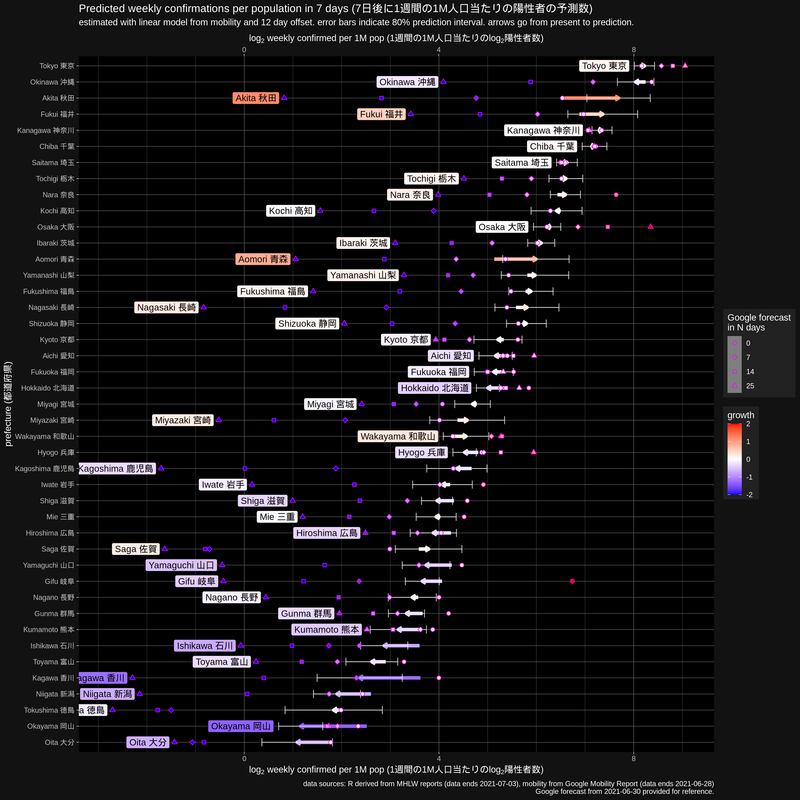 Predicted weekly confirmations per population in 7 days (7日後に1週間の1M人口当たりの陽性者の予測数)
estimated with linear model from mobility and 12 day offset. error bars indicate 80% prediction interval. arrows go from present to prediction.
log2 weekly confirmed per 1M pop (1週間の1M人口当たりのlog2陽性者数)
0 4 8
prefecture (都道府県)
Tokyo 東京 Tokyo 東京
Okinawa 沖縄 Okinawa 沖縄
Akita 秋田 Akita 秋田
Fukui 福井 Fukui 福井
Kanagawa 神奈川 Kanagawa 神奈川
Chiba 千葉 Chiba 千葉
Saitama 埼玉 Saitama 埼玉
Tochigi 栃木 Tochigi 栃木
Nara 奈良 Nara 奈良
Kochi 高知 Kochi 高知
Osaka 大阪 Osaka 大阪
Ibaraki 茨城 Ibaraki 茨城
Aomori 青森 Aomori 青森
Yamanashi 山梨 Yamanashi 山梨
Fukushima 福島 Fukushima 福島
Nagasaki 長崎 Nagasaki 長崎
Shizuoka 静岡 Shizuoka 静岡
Kyoto 京都 Kyoto 京都
Aichi 愛知 Aichi 愛知
Fukuoka 福岡 Fukuoka 福岡
Hokkaido 北海道 Hokkaido 北海道
Miyagi 宮城 Miyagi 宮城
Miyazaki 宮崎 Miyazaki 宮崎
Wakayama 和歌山 Wakayama 和歌山
Hyogo 兵庫 Hyogo 兵庫
Kagoshima 鹿児島 Kagoshima 鹿児島
Iwate 岩手 Iwate 岩手
Shiga 滋賀 Shiga 滋賀
Mie 三重 Mie 三重
Hiroshima 広島 Hiroshima 広島
Saga 佐賀 Saga 佐賀
Yamaguchi 山口 Yamaguchi 山口
Gifu 岐阜 Gifu 岐阜
Nagano 長野 Nagano 長野
Gunma 群馬 Gunma 群馬
Kumamoto 熊本 Kumamoto 熊本
Ishikawa 石川 Ishikawa 石川
Toyama 富山 Toyama 富山
Kagawa 香川 agawa 香川
Niigata 新潟 Niigata 新潟
Tokushima 徳島 a 徳島
Okayama 岡山 Okayama 岡山
Oita 大分 Oita 大分
0 4 8
log2 weekly confirmed per 1M pop (1週間の1M人口当たりのlog2陽性者数)
Google forecast
in N days
0
7
14
25
growth
2
1
0
-1
-2
data sources: R derived from MHLW reports (data ends 2021-07-03), mobility from Google Mobility Report (data ends 2021-06-28)
Google forecast from 2021-06-30 provided for reference.